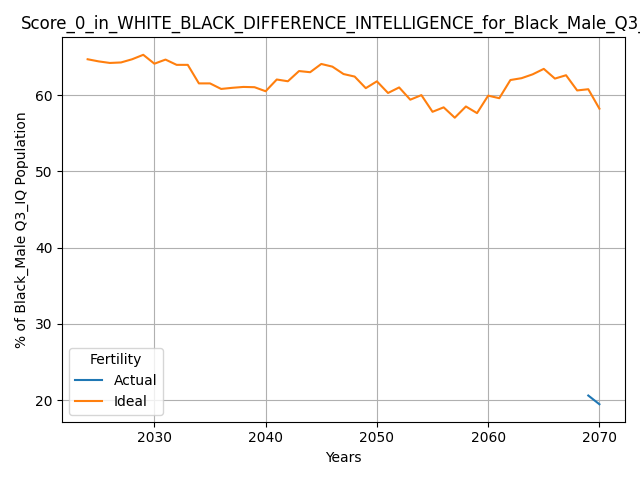 Score_0_in_WHITE_BLACK_DIFFERENCE_INTELLIGENCE_for_Black_Male_Q3_
% of Black_Male Q3_IQ Population
60
50
40
30
20
Fertility
Actual
Ideal
2030 2040 2050 2060 2070
Years